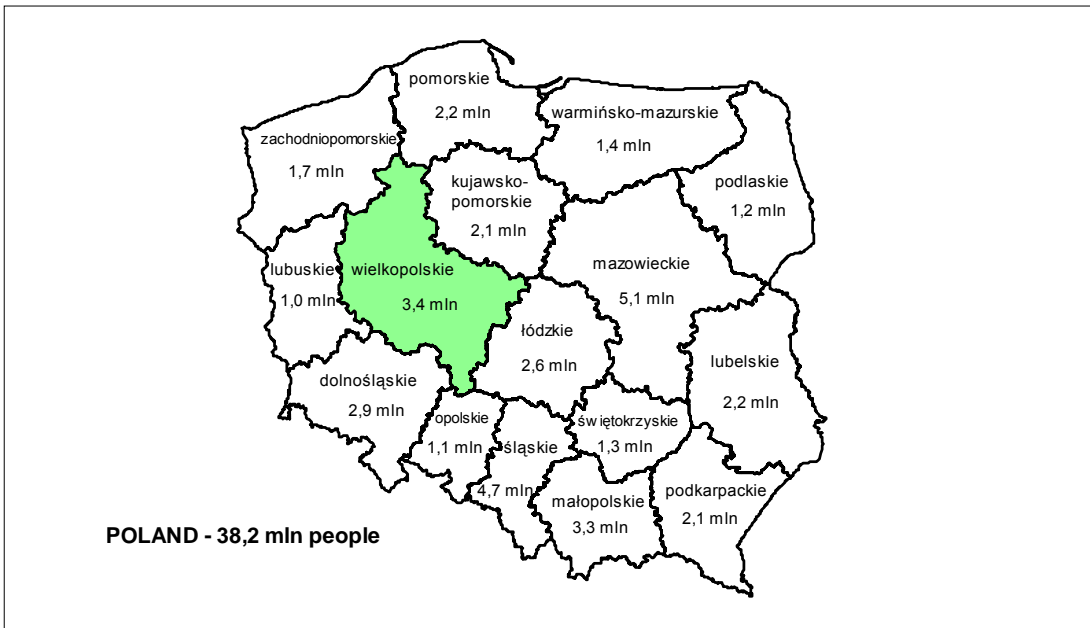 pomorskie
2,2 mln
warmińsko-mazurskie
1,4 mln
zachodniopomorskie
1,7 mln
kujawsko-
pomorskie
2,1 mln
podlaskie
1,2 mln
lubuskie
1,0 mln
wielkopolskie
3,4 mln
mazowieckie
5,1 mln
łódzkie
2,6 mln
lubelskie
2,2 mln
dolnośląskie
2,9 mln
opolskie
1,1 mln
śląskie
4,7 mln
świętokrzyskie
1,3 mln
małopolskie
3,3 mln
podkarpackie
2,1 mln
POLAND - 38,2 mln people